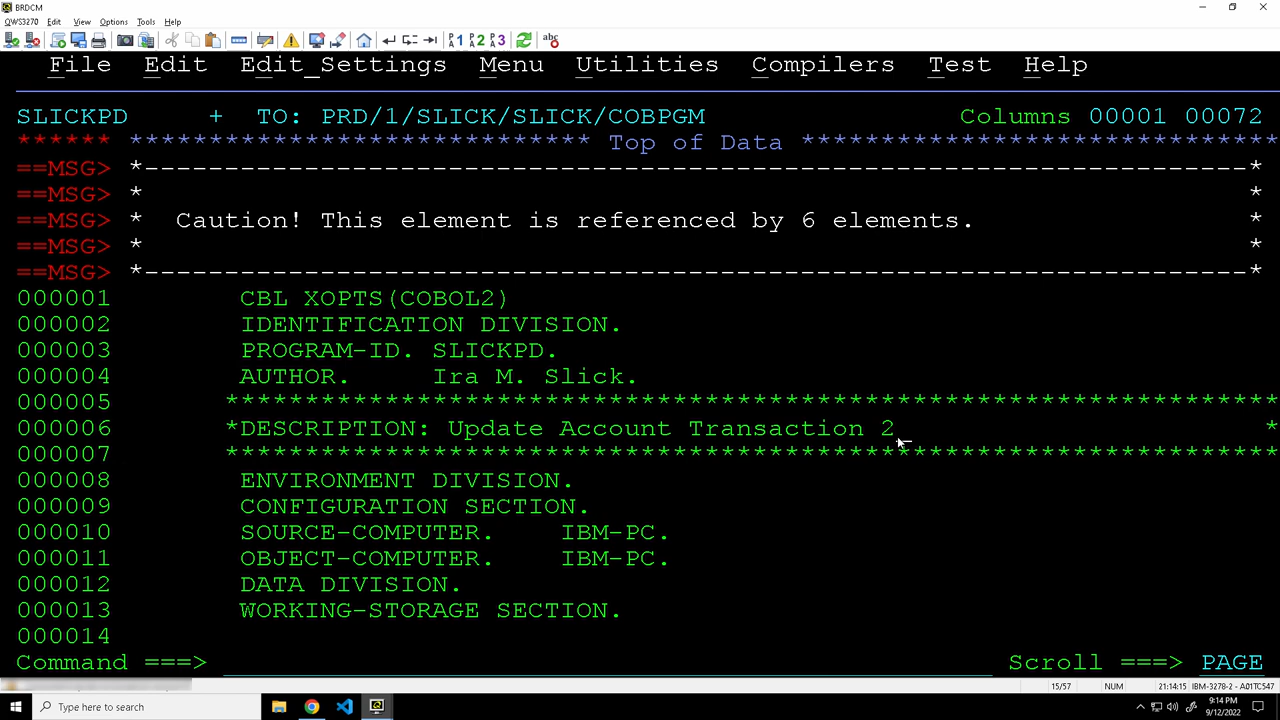 BRDCM
QWS3270 Edit View Options Tools Help
PA1 PA2 PA3 abc
File Edit Edit_Settings Menu Utilities Compilers Test Help
SLICKPD + TO: PRD/1/SLICK/SLICK/COBPGM Columns 00001 00072
****** ***************************** Top of Data ******************************
==MSG> *---------------------------------------------------------------------*
==MSG> * *
==MSG> * Caution! This element is referenced by 6 elements. *
==MSG> * *
==MSG> *---------------------------------------------------------------------*
000001 CBL XOPTS(COBOL2)
000002 IDENTIFICATION DIVISION.
000003 PROGRAM-ID. SLICKPD.
000004 AUTHOR. Ira M. Slick.
000005 ******************************************************************
000006 *DESCRIPTION: Update Account Transaction 2 *
000007 ******************************************************************
000008 ENVIRONMENT DIVISION.
000009 CONFIGURATION SECTION.
000010 SOURCE-COMPUTER. IBM-PC.
000011 OBJECT-COMPUTER. IBM-PC.
000012 DATA DIVISION.
000013 WORKING-STORAGE SECTION.
000014
Command ===> Scroll ===> PAGE
15/57 NUM 21:14:15 IBM-3278-2 - A01TC547
Type here to search 9:14 PM
9/12/2022